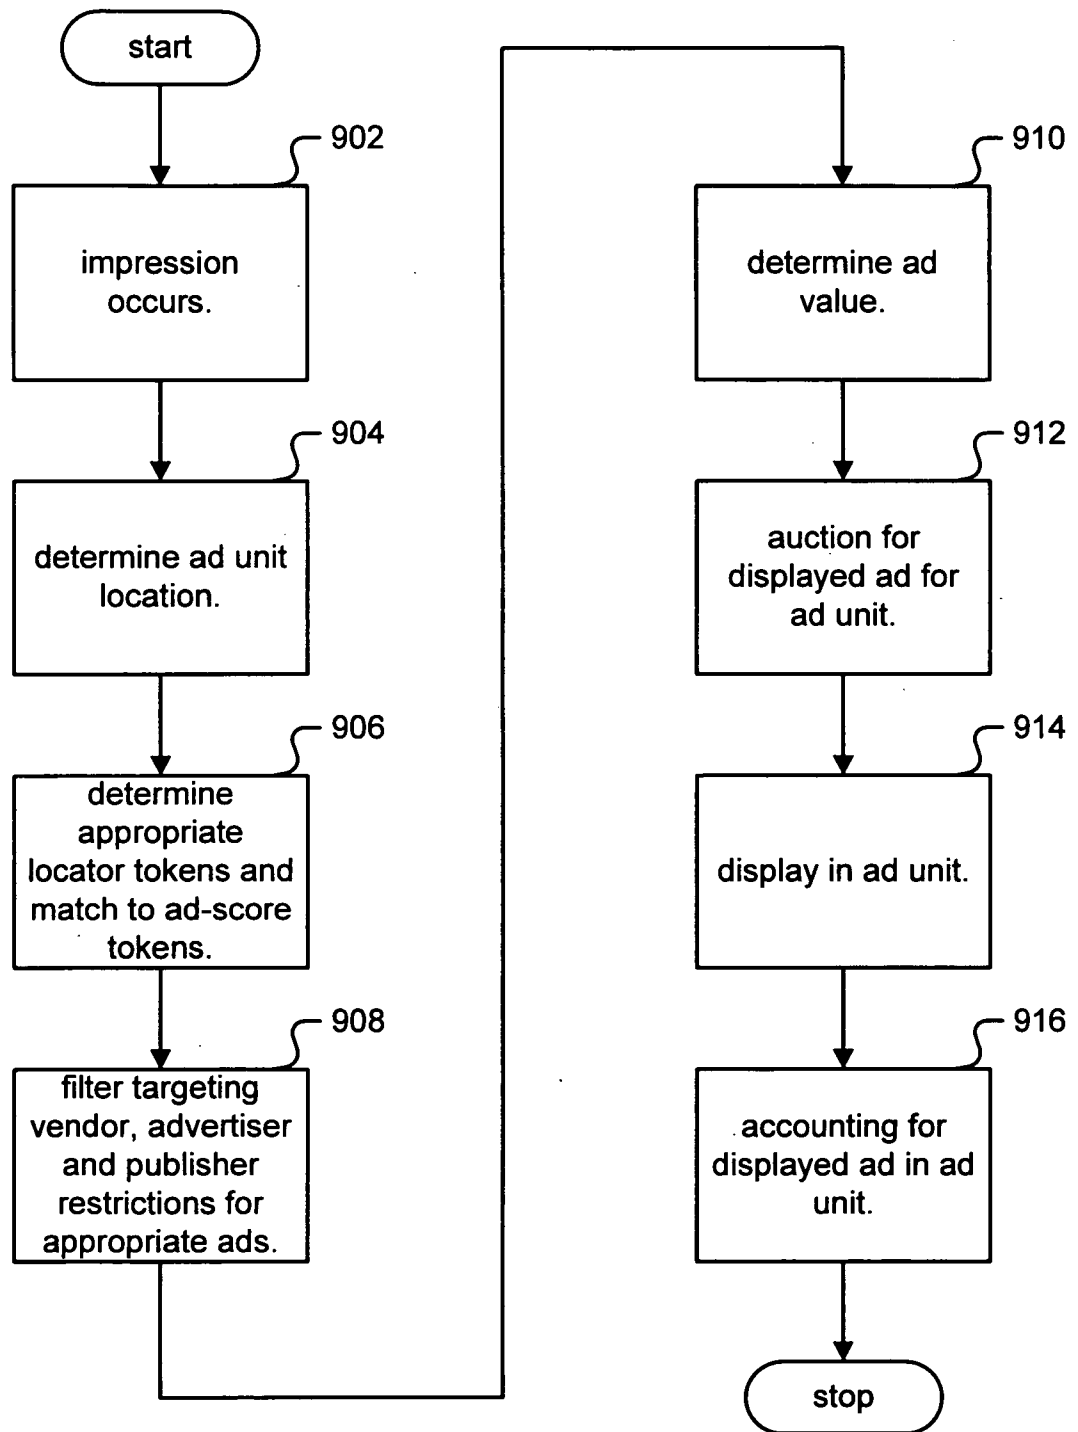 start
902
impression
occurs.
904
determine ad unit
location.
906
determine
appropriate
locator tokens and
match to ad-score
tokens.
908
filter targeting
vendor, advertiser
and publisher
restrictions for
appropriate ads.
910
determine ad
value.
912
auction for
displayed ad for
ad unit.
914
display in ad unit.
916
accounting for
displayed ad in ad
unit.
stop